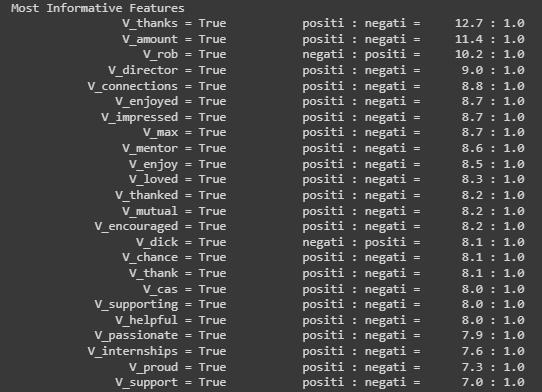 Most Informative Features
V_thanks = True positi : negati = 12.7 : 1.0
V_amount = True positi : negati = 11.4 : 1.0
V_rob = True negati : positi = 10.2 : 1.0
V_director = True positi : negati = 9.0 : 1.0
V_connections = True positi : negati = 8.8 : 1.0
V_enjoyed = True positi : negati = 8.7 : 1.0
V_impressed = True positi : negati = 8.7 : 1.0
V_max = True positi : negati = 8.7 : 1.0
V_mentor = True positi : negati = 8.6 : 1.0
V_enjoy = True positi : negati = 8.5 : 1.0
V_loved = True positi : negati = 8.3 : 1.0
V_thanked = True positi : negati = 8.2 : 1.0
V_mutual = True positi : negati = 8.2 : 1.0
V_encouraged = True positi : negati = 8.2 : 1.0
V_dick = True negati : positi = 8.1 : 1.0
V_chance = True positi : negati = 8.1 : 1.0
V_thank = True positi : negati = 8.1 : 1.0
V_cas = True positi : negati = 8.0 : 1.0
V_supporting = True positi : negati = 8.0 : 1.0
V_helpful = True positi : negati = 8.0 : 1.0
V_passionate = True positi : negati = 7.9 : 1.0
V_internships = True positi : negati = 7.6 : 1.0
V_proud = True positi : negati = 7.3 : 1.0
V_support = True positi : negati = 7.0 : 1.0